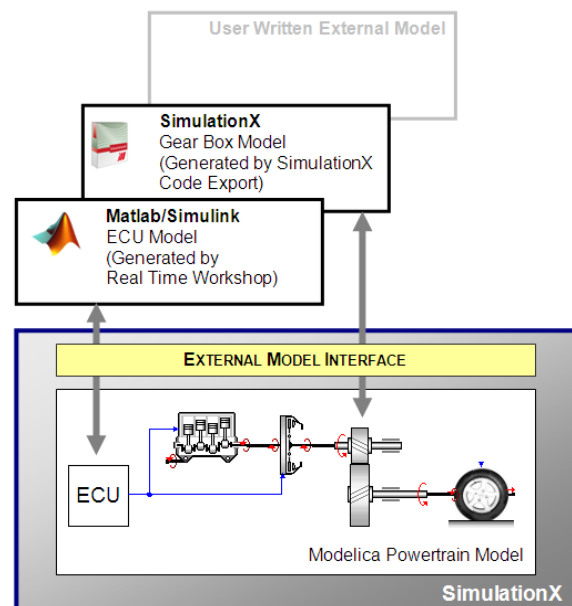 User Written External Model
SimulationX
Gear Box Model
(Generated by SimulationX
Code Export)
Matlab/Simulink
ECU Model
(Generated by
Real Time Workshop)
EXTERNAL MODEL INTERFACE
ECU
Modelica Powertrain Model
SimulationX